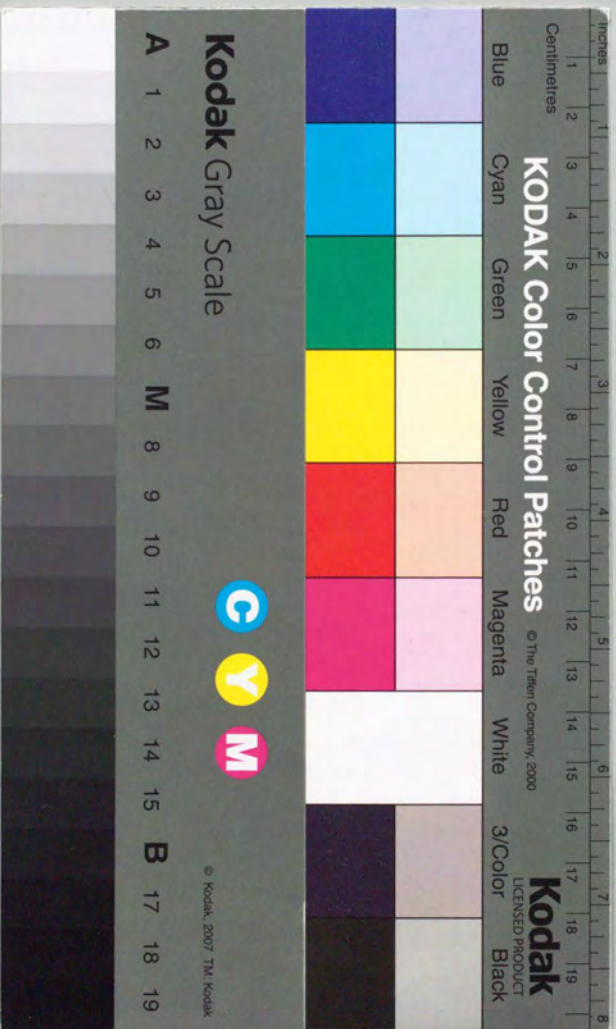 Inches 1 2 3 4 5 6 8
Centimetres 1 2 3 4 5 6 7 8 9 10 11 12 13 14 15 16 17 18 19
KODAK Color Control Patches © The Tiffen Company, 2000
Kodak
LICENSED PRODUCT
Blue Cyan Green Yellow Red Magenta White 3/Color Black
Kodak Gray Scale
C Y M
© Kodak, 2007 TM: Kodak
A 1 2 3 4 5 6 M 8 9 10 11 12 13 14 15 B 17 18 19